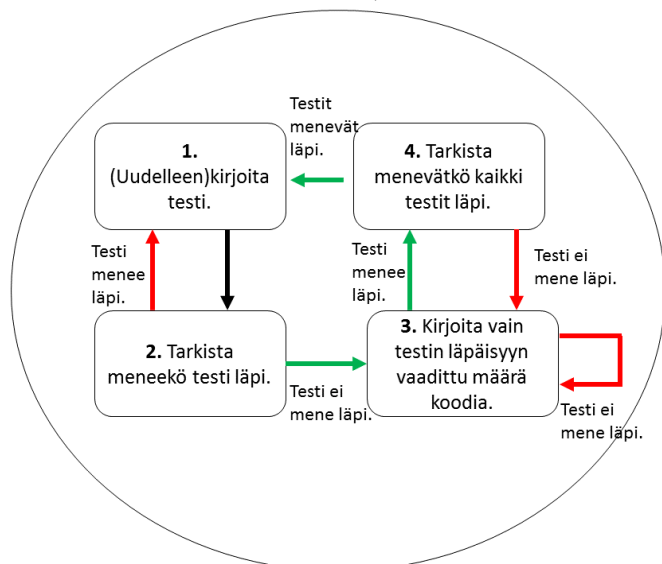 Testit
menevät
läpi.
1.
(Uudelleen)kirjoita
testi.
4. Tarkista
menevätkö kaikki
testit läpi.
Testi
menee
läpi.
Testi
menee
läpi.
Testi ei
mene läpi.
2. Tarkista
meneekö testi läpi.
3. Kirjoita vain
testin läpäisyyn
vaadittu määrä
koodia.
Testi ei
mene läpi.
Testi ei
mene läpi.